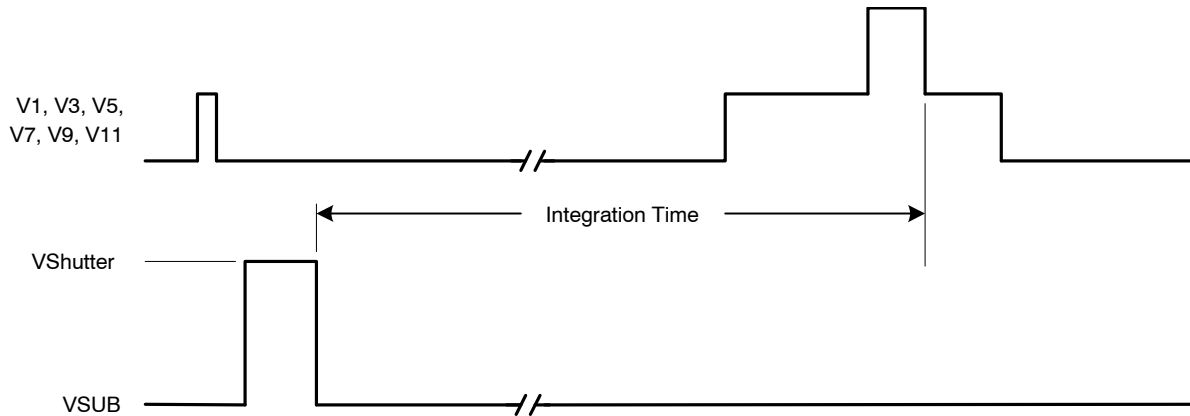 V1, V3, V5,
V7, V9, V11
Integration Time
VShutter
VSUB